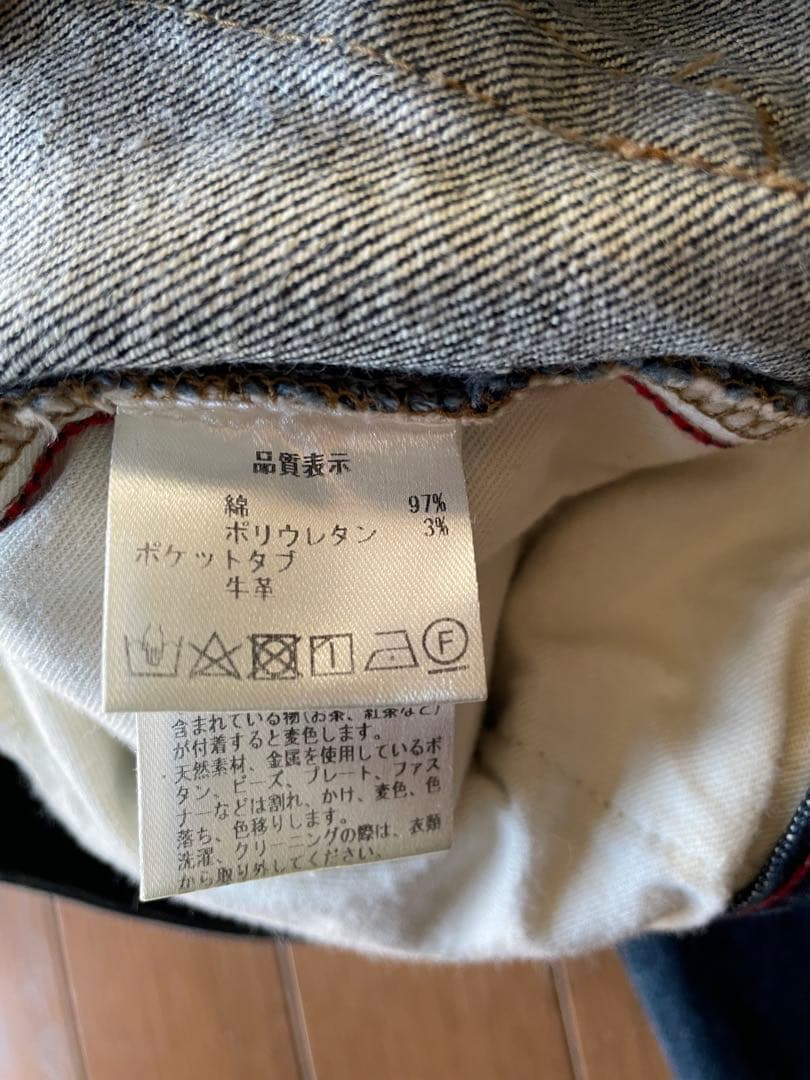 品質表示
綿 97%
ポリウレタン 3%
ポケットタブ
牛革
F
含まれている物(お茶、紅茶など)
が付着すると変色します。
天然素材、金属を使用しているボ
タン、ビーズ、プレート、ファス
ナーなどは割れ、かけ、変色、色
落ち、色移りします。
洗濯、クリーニングの際は、衣類
から取り外してください。